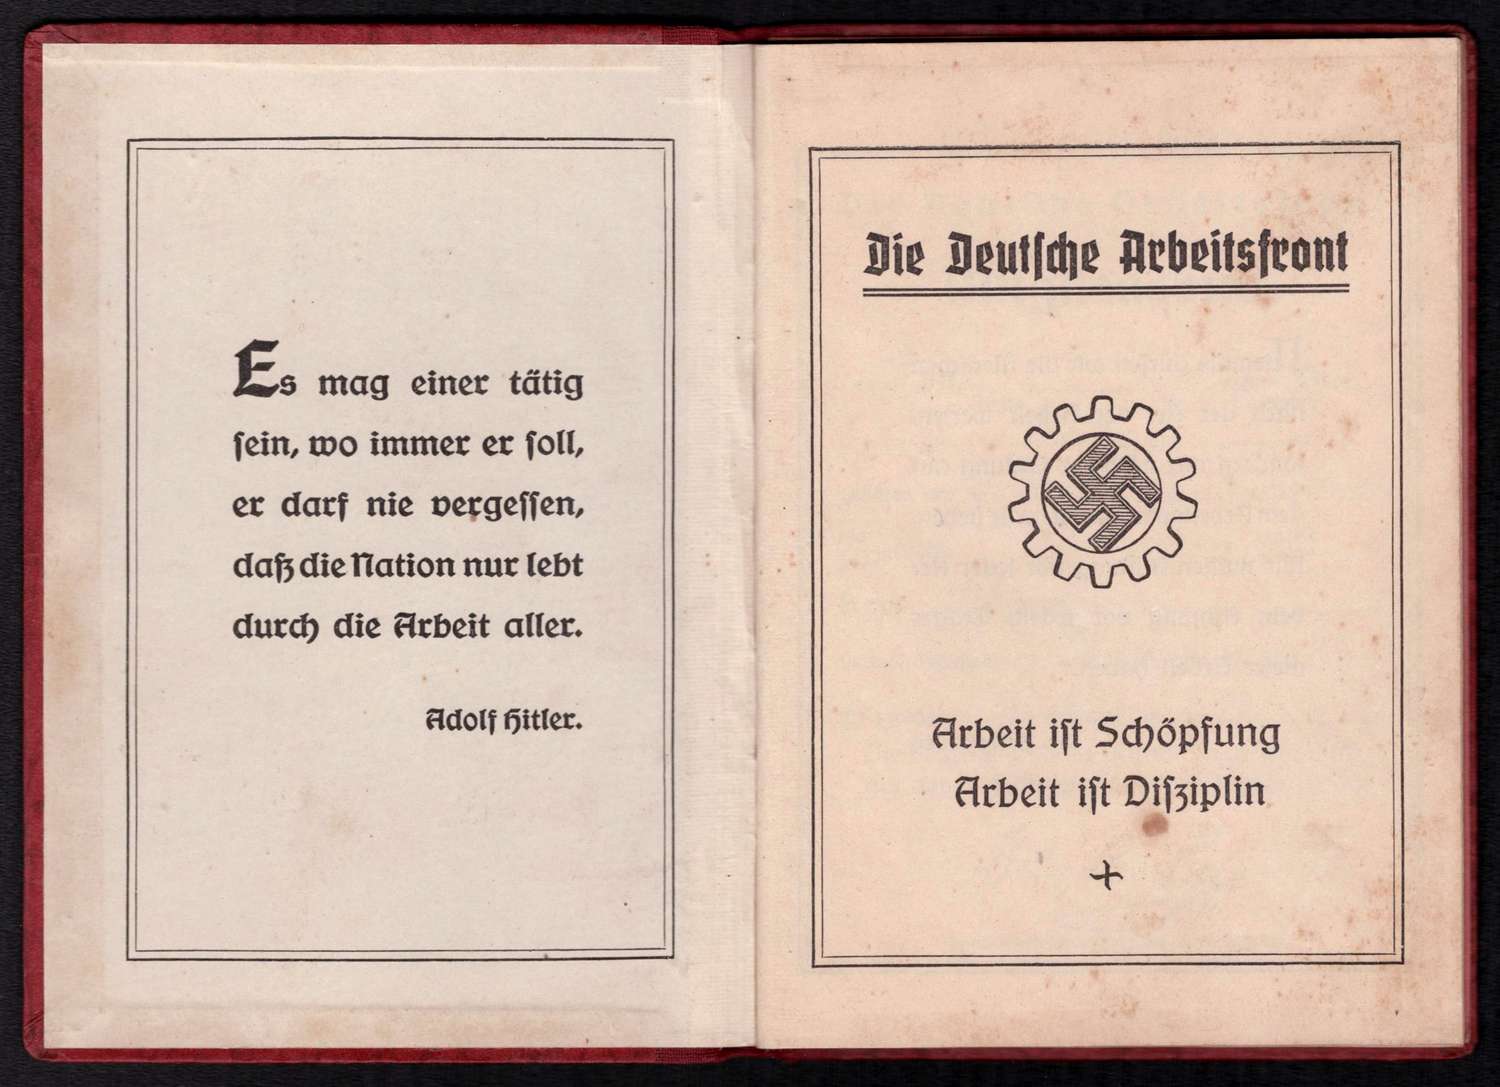 Es mag einer tätig
ſein, wo immer er ſoll,
er darf nie vergeſſen,
daß die Nation nur lebt
durch die Arbeit aller.
Adolf Hitler.
Die Deutſche Arbeitsfront
Arbeit iſt Schöpfung
Arbeit iſt Diſziplin